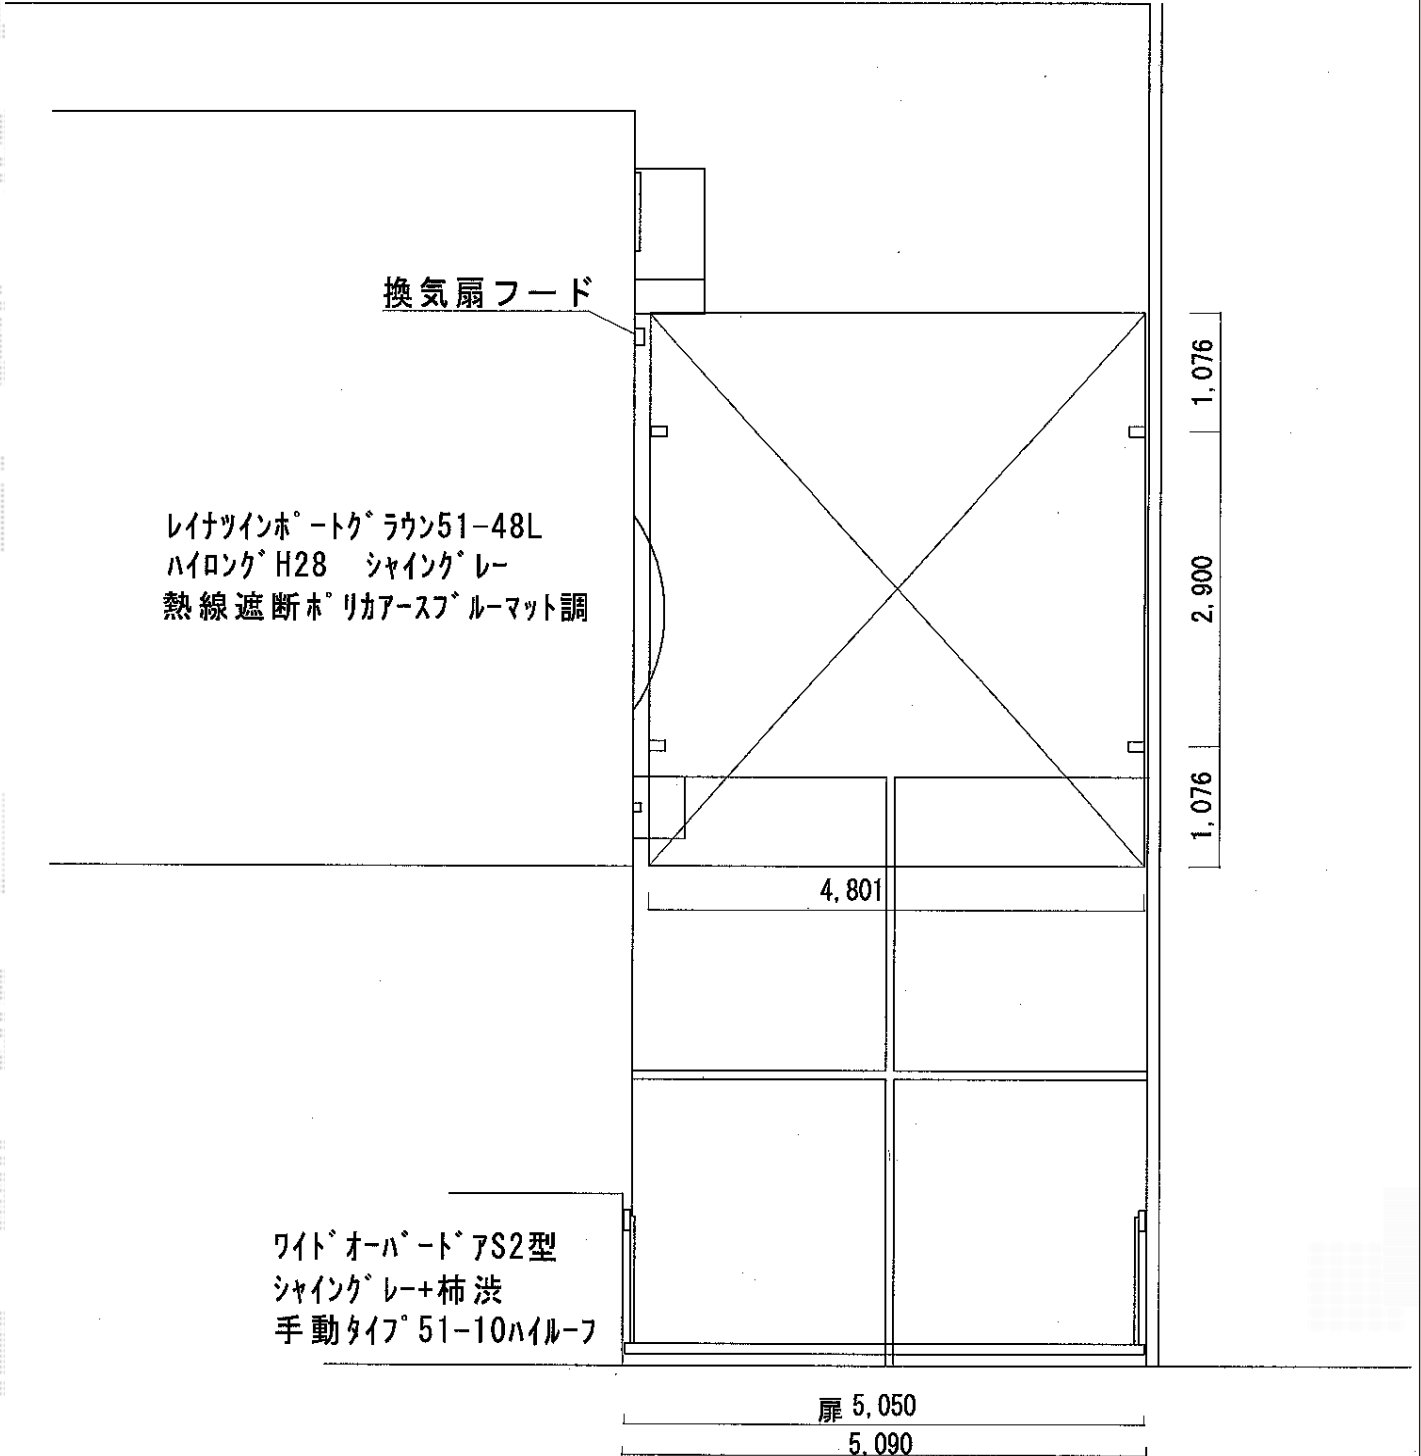 換気扇フード
1,076
レイナツインポートグラウン51-48L
ハイロングH28 シャイングレー
熱線遮断ポリカアースブルーマット調
2,900
1,076
4,801
ワイドオーバードアS2型
シャイングレー+柿渋
手動タイプ51-10ハイルーフ
扉 5,050
5,090